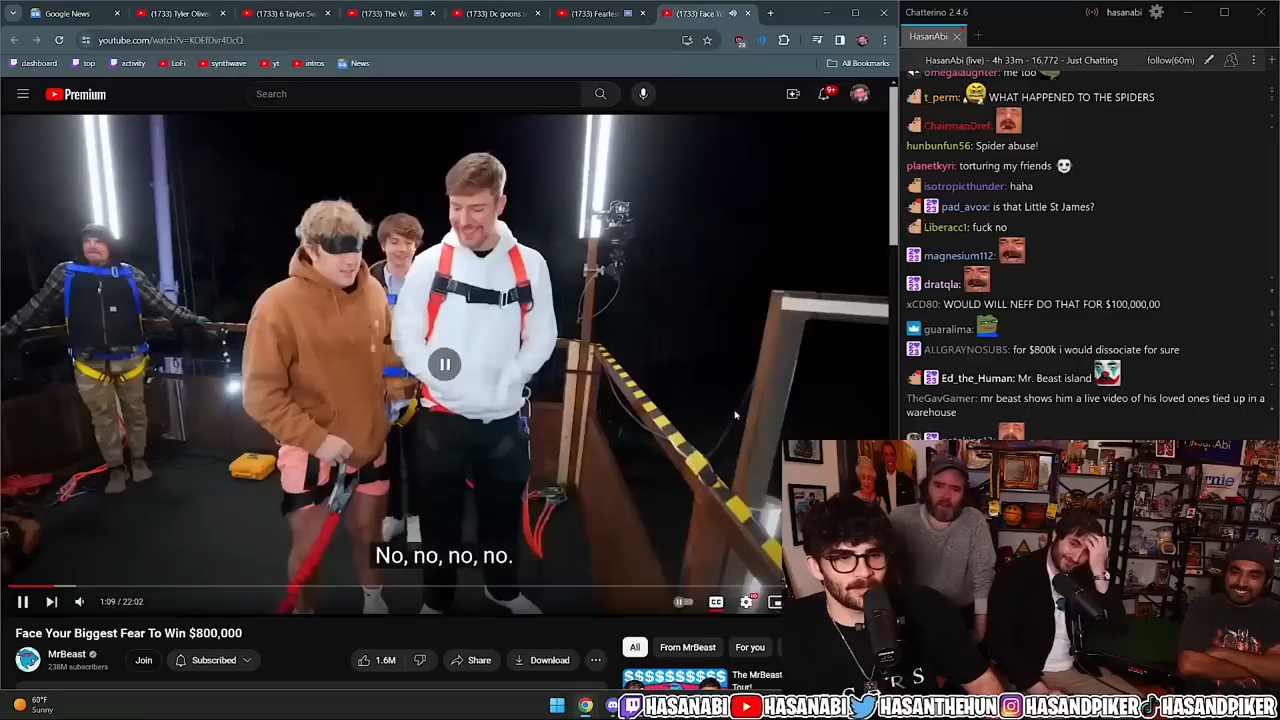 Google News
(1733) Tyler Olivea
(1733) 6 Taylor Sw
(1733) The W
(1733) Dc goons s
(1733) Fearles
(1733) Face Y
youtube.com/watch?v=KOEfDvr4DcQ
dashboard
top
activity
LoFi
synthwave
yt
intros
News
All Bookmarks
Premium
Search
9+
No, no, no, no.
1:09 / 22:02
Face Your Biggest Fear To Win $800,000
MrBeast
238M subscribers
Join
Subscribed
1.6M
Share
Download
All
From MrBeast
For you
$$$$$$$$$
The MrBeast
Tour!
60°F
Sunny
Chatterino 2.4.6
hasanabi
HasanAbi
HasanAbi (live) - 4h 33m - 16,772 - Just Chatting
follow(60m)
omegalaughter: me too
t_perm: WHAT HAPPENED TO THE SPIDERS
ChairmanDref:
hunbunfun56: Spider abuse!
planetkyri: torturing my friends
isotropicthunder: haha
pad_avox: is that Little St James?
Liberacc1: fuck no
magnesium112:
dratqla:
xCD80: WOULD WILL NEFF DO THAT FOR $100,000,00
guaralima:
ALLGRAYNOSUBS: for $800k i would dissociate for sure
Ed_the_Human: Mr. Beast island
TheGavGamer: mr beast shows him a live video of his loved ones tied up in a
warehouse
HASANABI
HASANABI
HASANTHEHUN
HASANDPIKER
HASANDPIKER